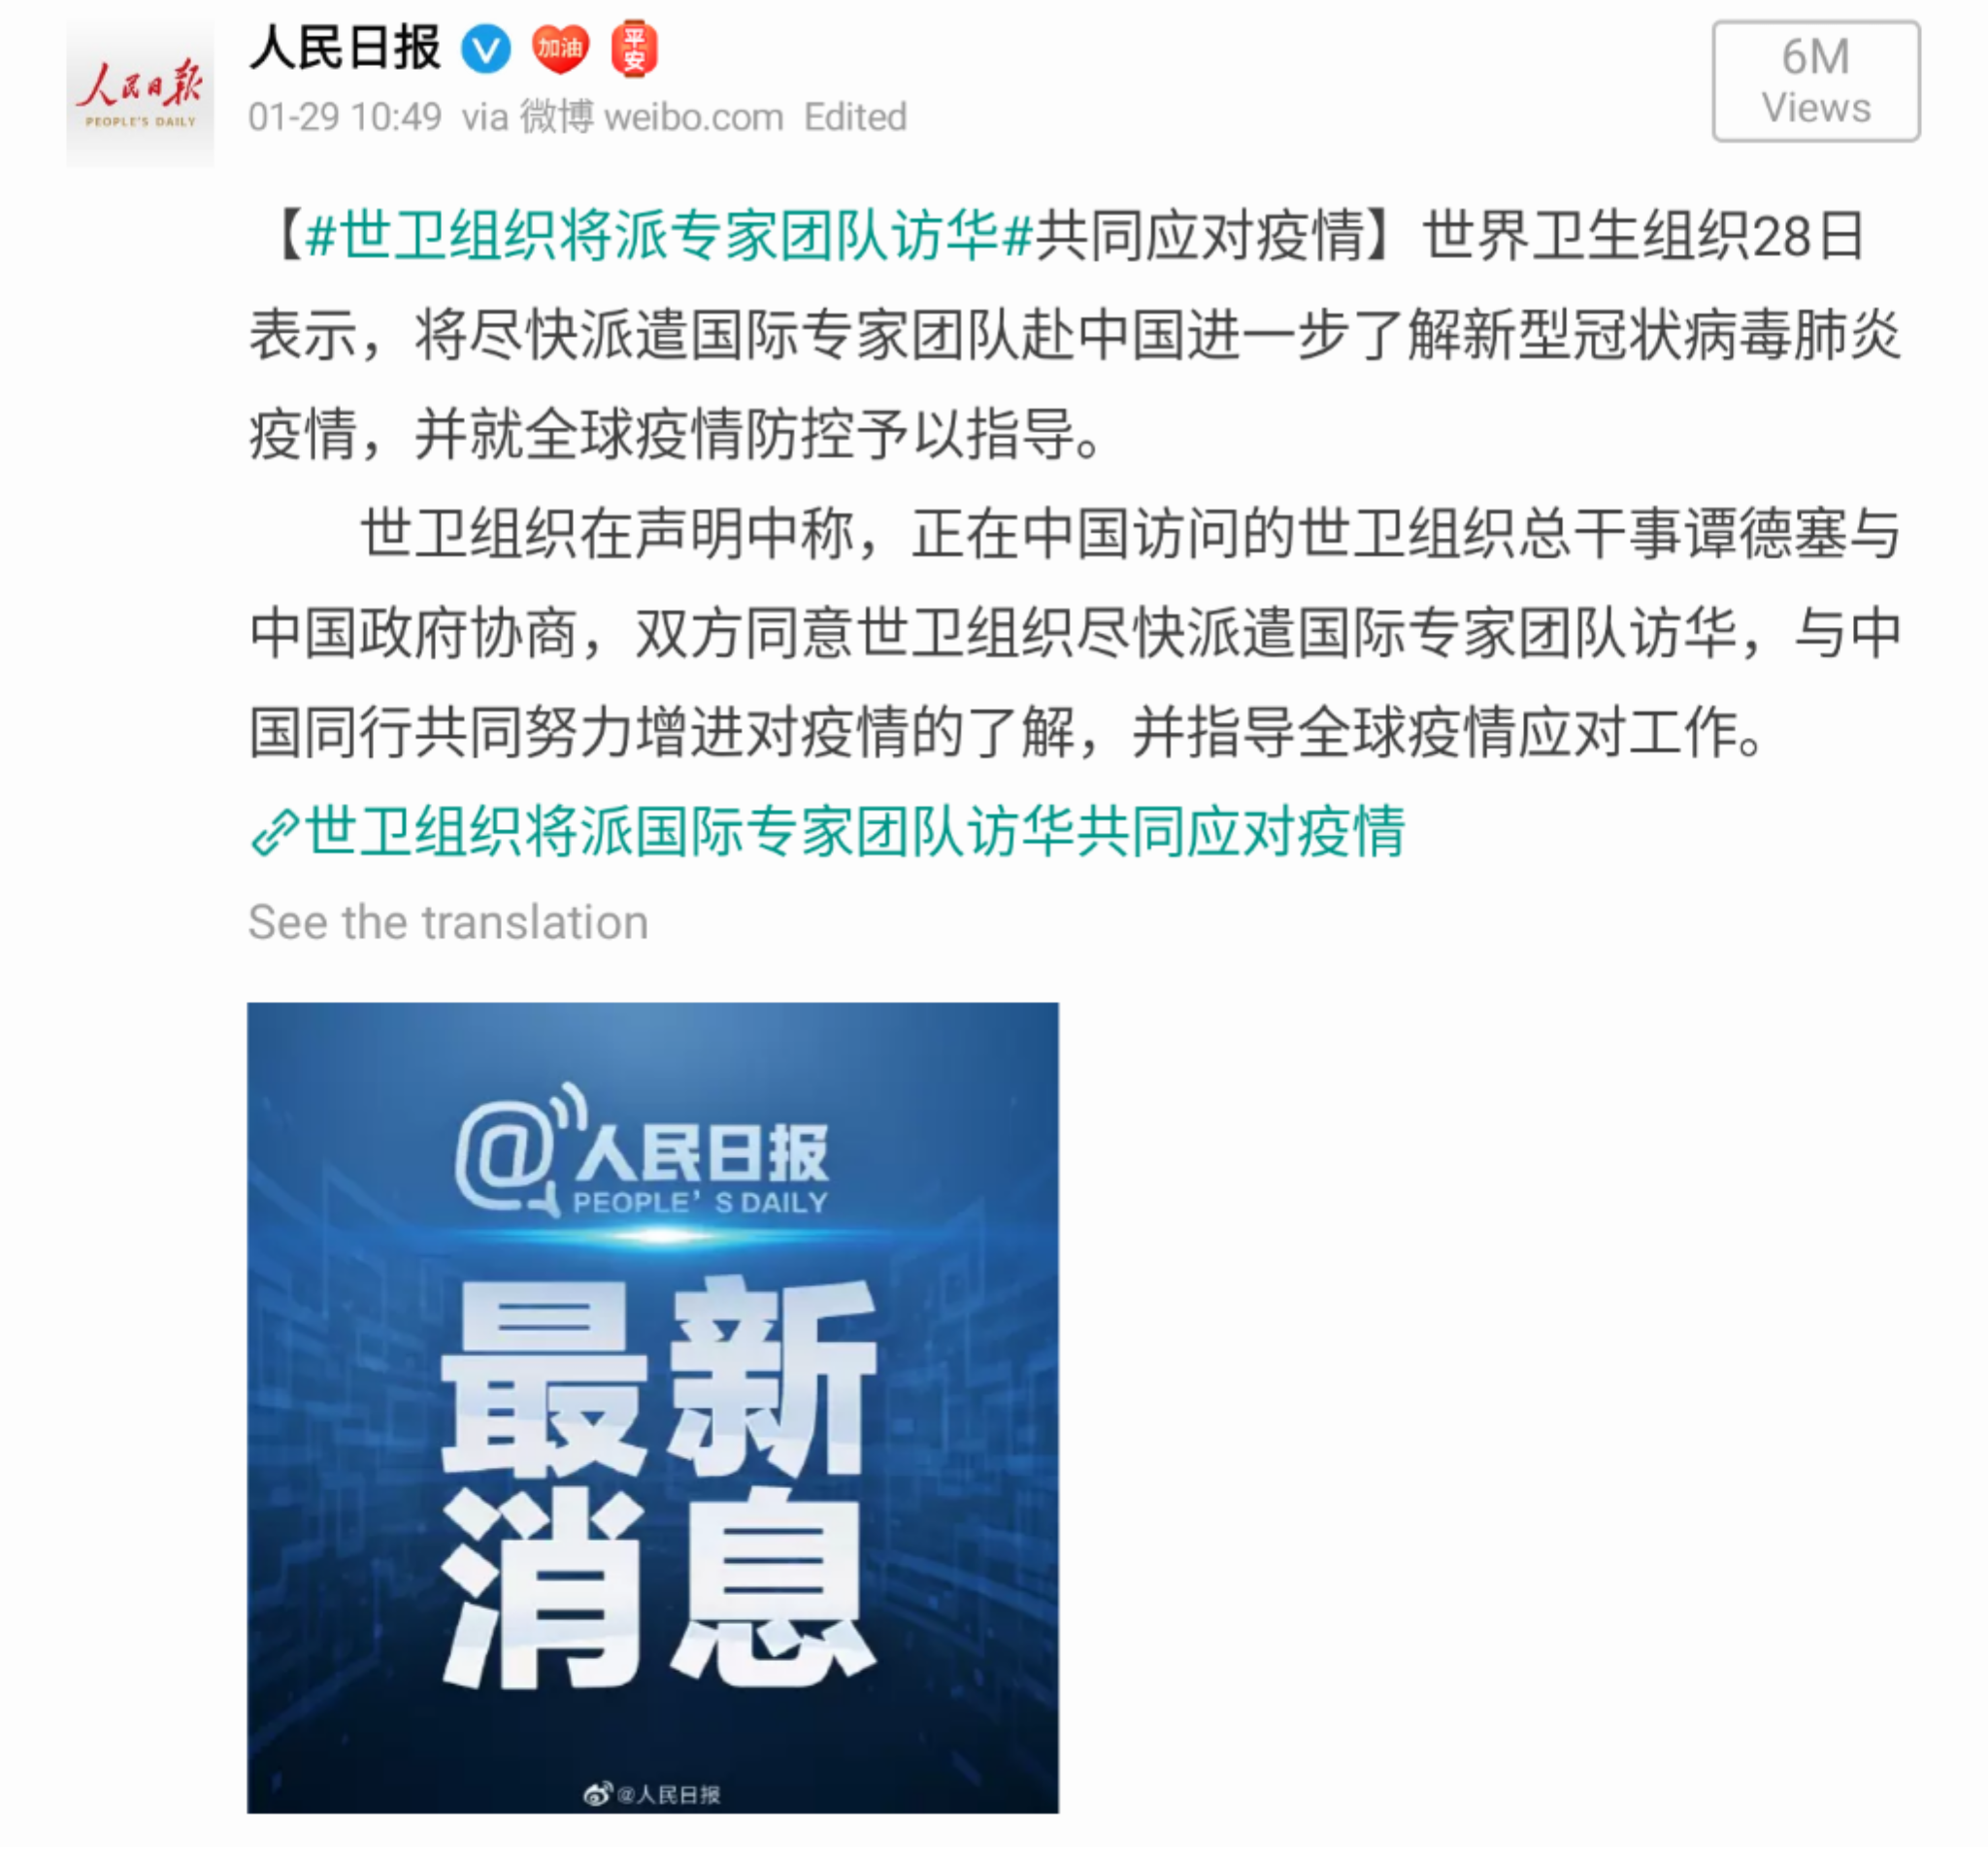 人民日报
PEOPLE'S DAILY
人民日报 V 加油 平安
01-29 10:49 via 微博 weibo.com Edited
6M
Views
【#世卫组织将派专家团队访华#共同应对疫情】世界卫生组织28日
表示，将尽快派遣国际专家团队赴中国进一步了解新型冠状病毒肺炎
疫情，并就全球疫情防控予以指导。
世卫组织在声明中称，正在中国访问的世卫组织总干事谭德塞与
中国政府协商，双方同意世卫组织尽快派遣国际专家团队访华，与中
国同行共同努力增进对疫情的了解，并指导全球疫情应对工作。
世卫组织将派国际专家团队访华共同应对疫情
See the translation
@人民日报
PEOPLE'S DAILY
最新
消息
@人民日报